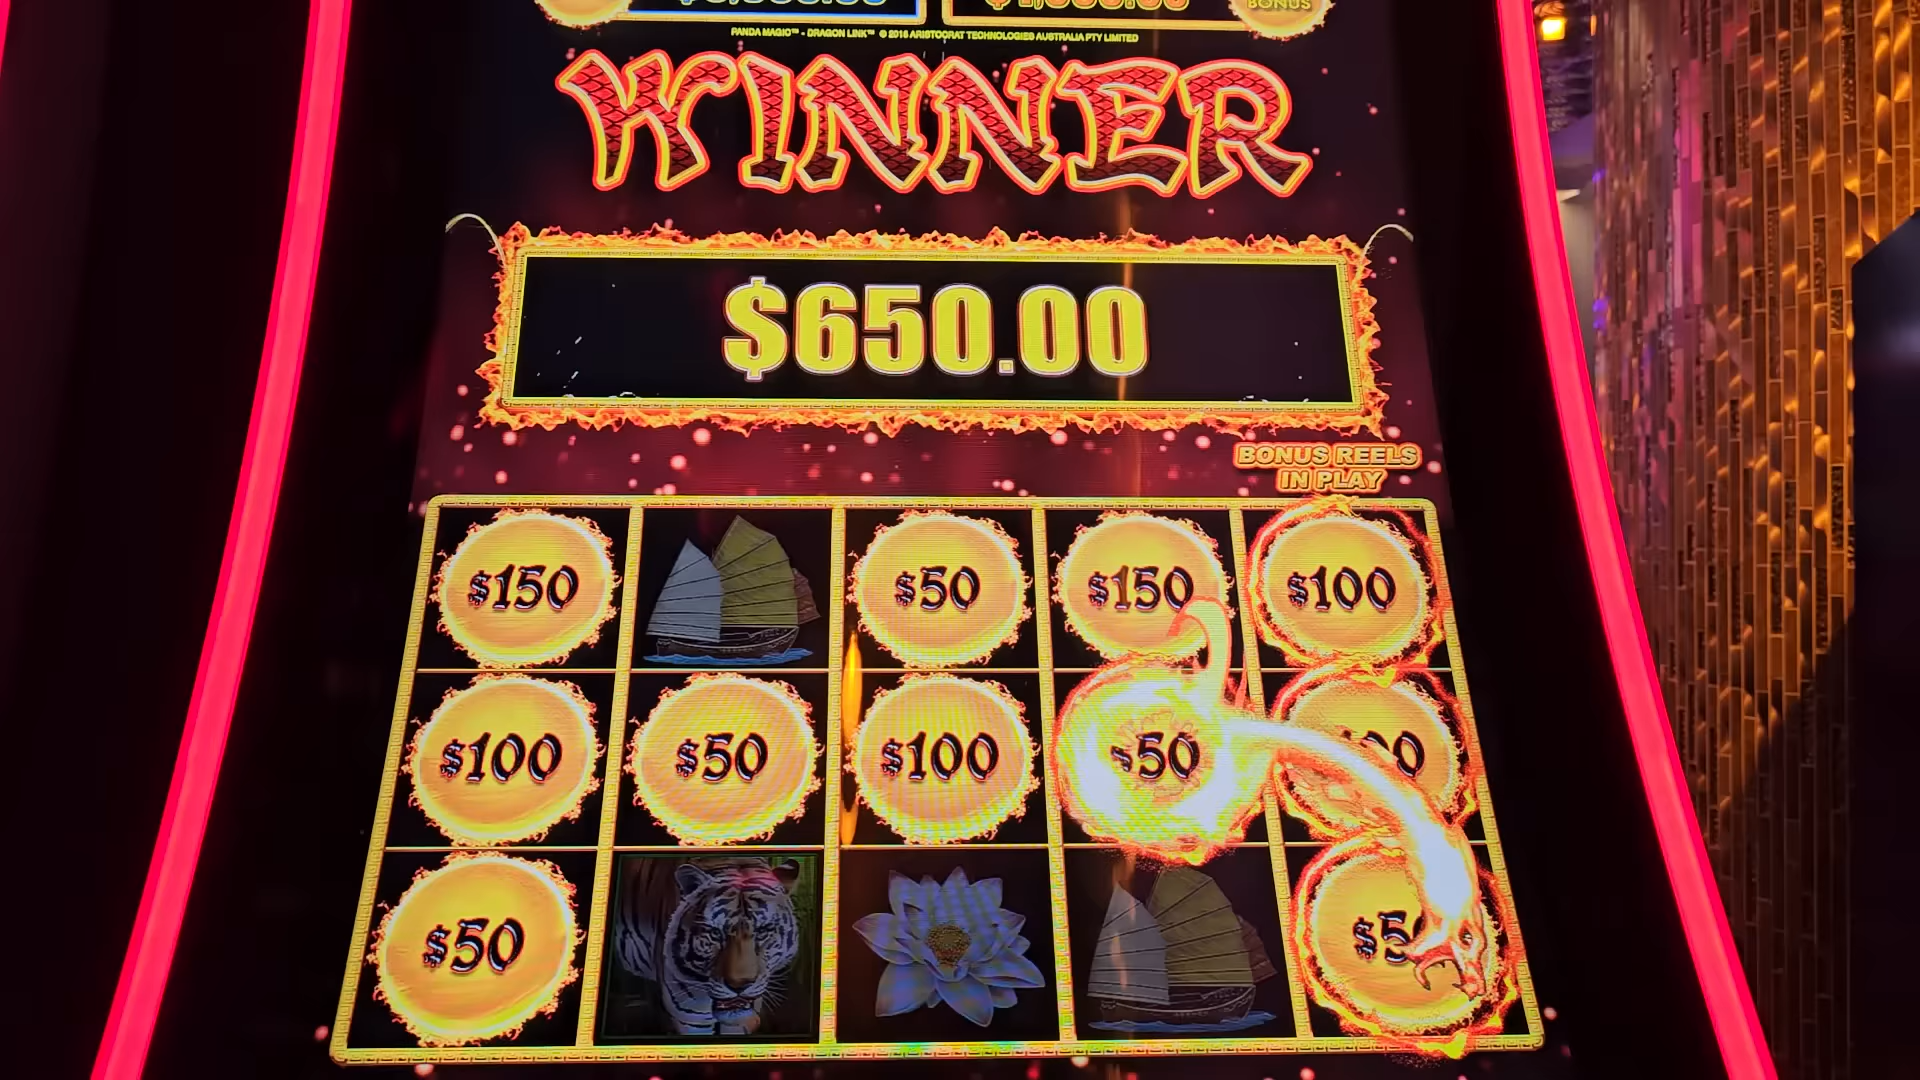 BONUS
PANDA MAGIC™ - DRAGON LINK™ © 2016 ARISTOCRAT TECHNOLOGIES AUSTRALIA PTY LIMITED
WINNER
$650.00
BONUS REELS
IN PLAY
$150 $50 $150 $100
$100 $50 $100 $50
$50